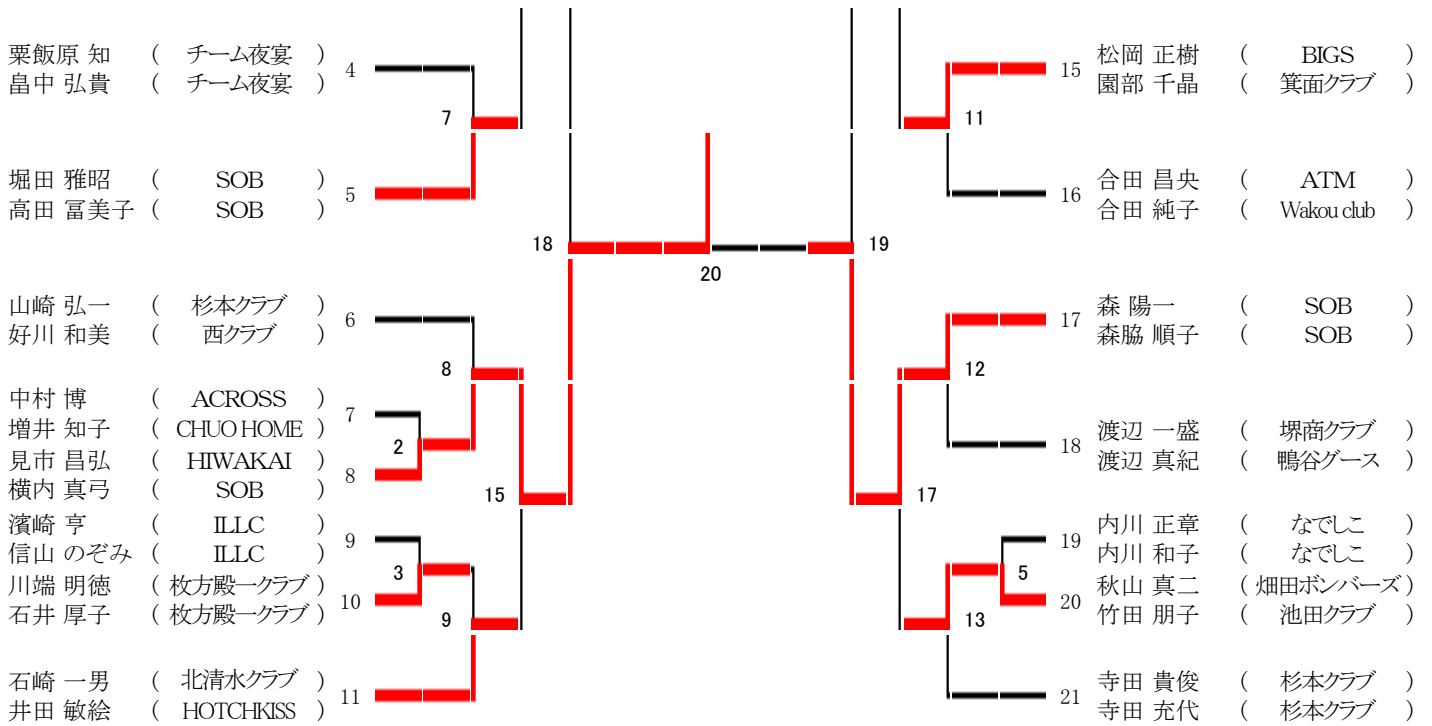 粟飯原 知 ( チーム夜宴 )
畠中 弘貴 ( チーム夜宴 )
4
7
堀田 雅昭 ( SOB )
高田 冨美子 ( SOB )
5
18
山崎 弘一 ( 杉本クラブ )
好川 和美 ( 西クラブ )
6
8
中村 博 ( ACROSS )
増井 知子 ( CHUO HOME )
7
2
見市 昌弘 ( HIWAKAI )
横内 真弓 ( SOB )
8
15
濱崎 亨 ( ILLC )
信山 のぞみ ( ILLC )
9
3
川端 明徳 ( 枚方殿一クラブ )
石井 厚子 ( 枚方殿一クラブ )
10
9
石崎 一男 ( 北清水クラブ )
井田 敏絵 ( HOTCHKISS )
11
20
15
松岡 正樹 ( BIGS )
園部 千晶 ( 箕面クラブ )
11
16
合田 昌央 ( ATM )
合田 純子 ( Wakou club )
19
17
森 陽一 ( SOB )
森脇 順子 ( SOB )
12
18
渡辺 一盛 ( 堺商クラブ )
渡辺 真紀 ( 鴨谷グース )
17
19
内川 正章 ( なでしこ )
内川 和子 ( なでしこ )
5
20
秋山 真二 ( 畑田ボンバーズ )
竹田 朋子 ( 池田クラブ )
13
21
寺田 貴俊 ( 杉本クラブ )
寺田 充代 ( 杉本クラブ )